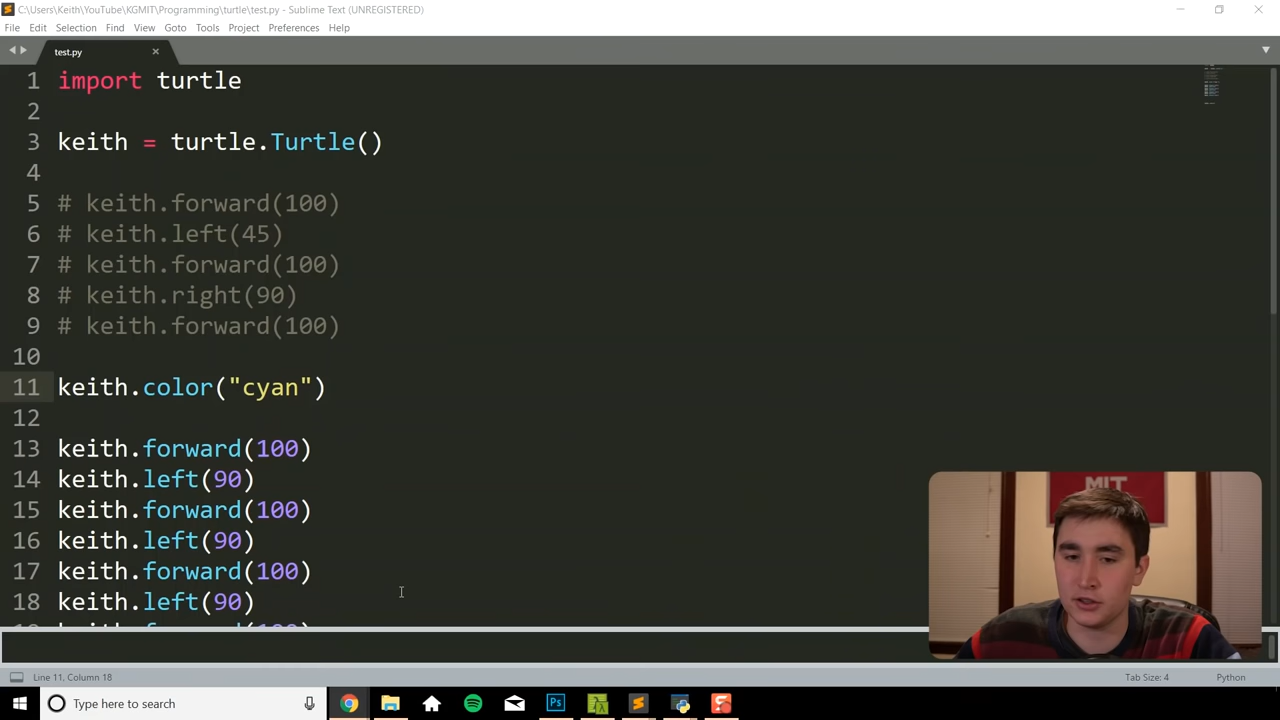 C:\Users\Keith\YouTube\KGMIT\Programming\turtle\test.py - Sublime Text (UNREGISTERED)
File Edit Selection Find View Goto Tools Project Preferences Help
test.py
1 import turtle
2
3 keith = turtle.Turtle()
4
5 # keith.forward(100)
6 # keith.left(45)
7 # keith.forward(100)
8 # keith.right(90)
9 # keith.forward(100)
10
11 keith.color("cyan")
12
13 keith.forward(100)
14 keith.left(90)
15 keith.forward(100)
16 keith.left(90)
17 keith.forward(100)
18 keith.left(90)
MIT
Line 11, Column 18
Tab Size: 4
Python
Type here to search
Ps